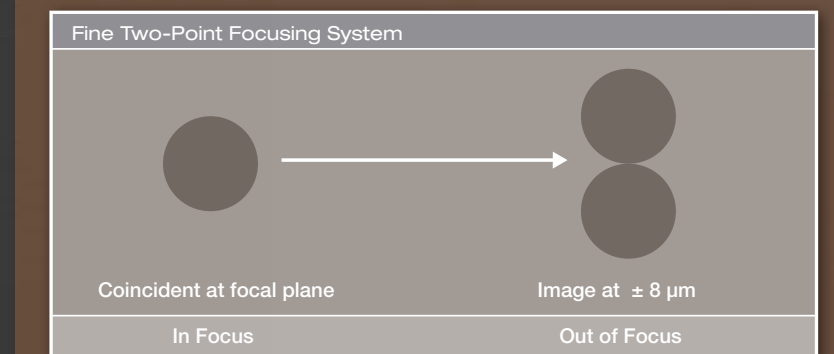 Fine Two-Point Focusing System
Coincident at focal plane
Image at ± 8 µm
In Focus
Out of Focus